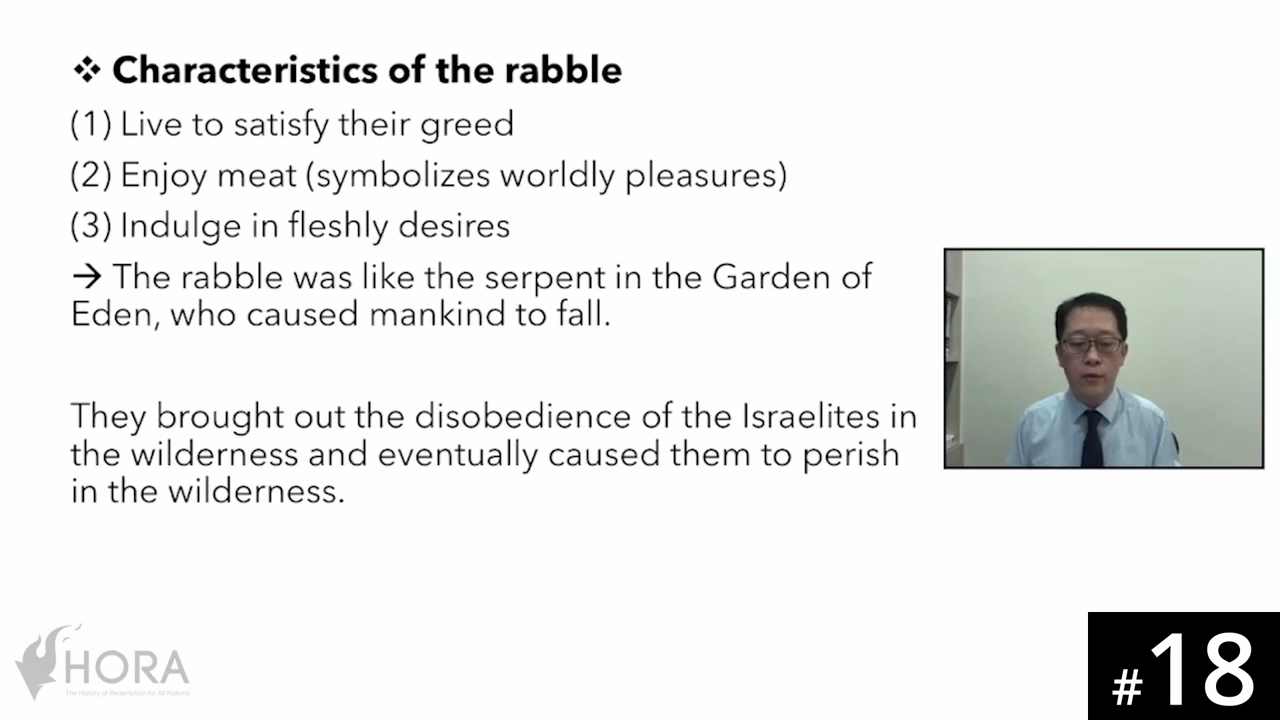 ❖ Characteristics of the rabble
(1) Live to satisfy their greed
(2) Enjoy meat (symbolizes worldly pleasures)
(3) Indulge in fleshly desires
→ The rabble was like the serpent in the Garden of
Eden, who caused mankind to fall.
They brought out the disobedience of the Israelites in
the wilderness and eventually caused them to perish
in the wilderness.
HORA
The History of Redemption for All Nations
#18